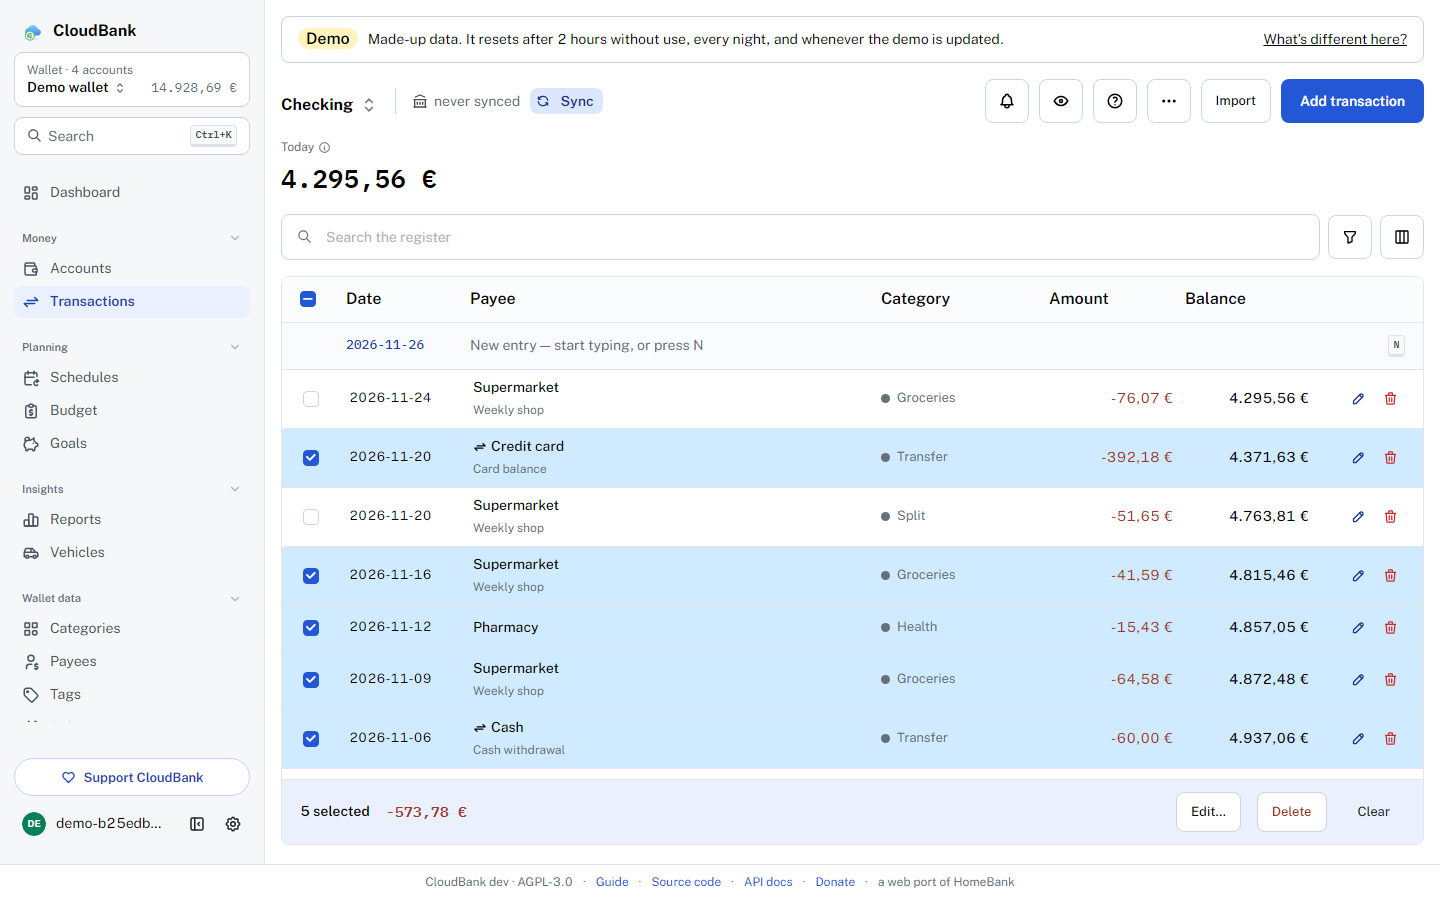 CloudBank
Wallet · 4 accounts
Demo wallet 14.928,69 €
Search Ctrl+K
Dashboard
Money
Accounts
Transactions
Planning
Schedules
Budget
Goals
Insights
Reports
Vehicles
Wallet data
Categories
Payees
Tags
Support CloudBank
DE demo-b25edb...
Demo Made-up data. It resets after 2 hours without use, every night, and whenever the demo is updated. What's different here?
Checking never synced Sync Import Add transaction
Today
4.295,56 €
Search the register
Date Payee Category Amount Balance
2026-11-26 New entry — start typing, or press N N
2026-11-24 Supermarket Groceries -76,07 € 4.295,56 €
Weekly shop
2026-11-20 Credit card Transfer -392,18 € 4.371,63 €
Card balance
2026-11-20 Supermarket Split -51,65 € 4.763,81 €
Weekly shop
2026-11-16 Supermarket Groceries -41,59 € 4.815,46 €
Weekly shop
2026-11-12 Pharmacy Health -15,43 € 4.857,05 €
2026-11-09 Supermarket Groceries -64,58 € 4.872,48 €
Weekly shop
2026-11-06 Cash Transfer -60,00 € 4.937,06 €
Cash withdrawal
5 selected -573,78 € Edit... Delete Clear
CloudBank dev · AGPL-3.0 · Guide · Source code · API docs · Donate · a web port of HomeBank